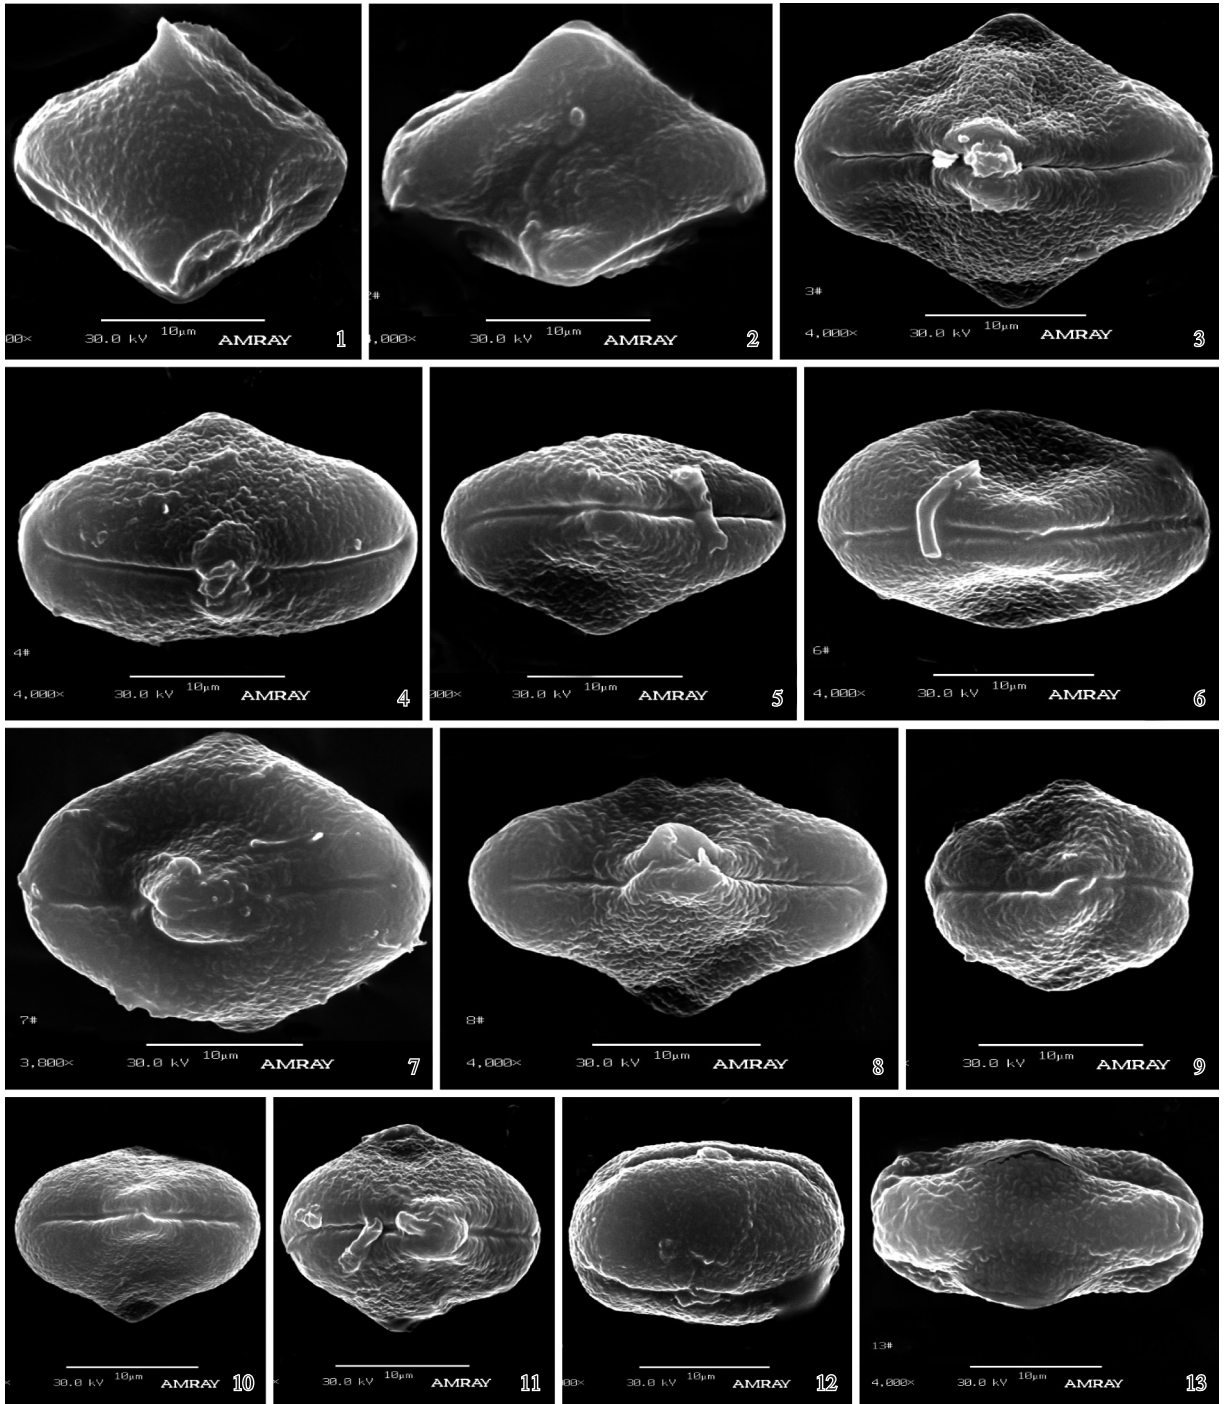 00× 30.0 kV 10μm AMRAY 1
2#
4,000× 30.0 kV 10μm AMRAY 2
3#
4,000× 30.0 kV 10μm AMRAY 3
4#
4,000× 30.0 kV 10μm AMRAY 4
000× 30.0 kV 10μm AMRAY 5
6#
4,000× 30.0 kV 10μm AMRAY 6
7#
3,800× 30.0 kV 10μm AMRAY 7
8#
4,000× 30.0 kV 10μm AMRAY 8
30.0 kV 10μm AMRAY 9
× 30.0 kV 10μm AMRAY 10
× 30.0 kV 10μm AMRAY 11
× 30.0 kV 10μm AMRAY 12
13#
4,000× 30.0 kV 10μm AMRAY 13